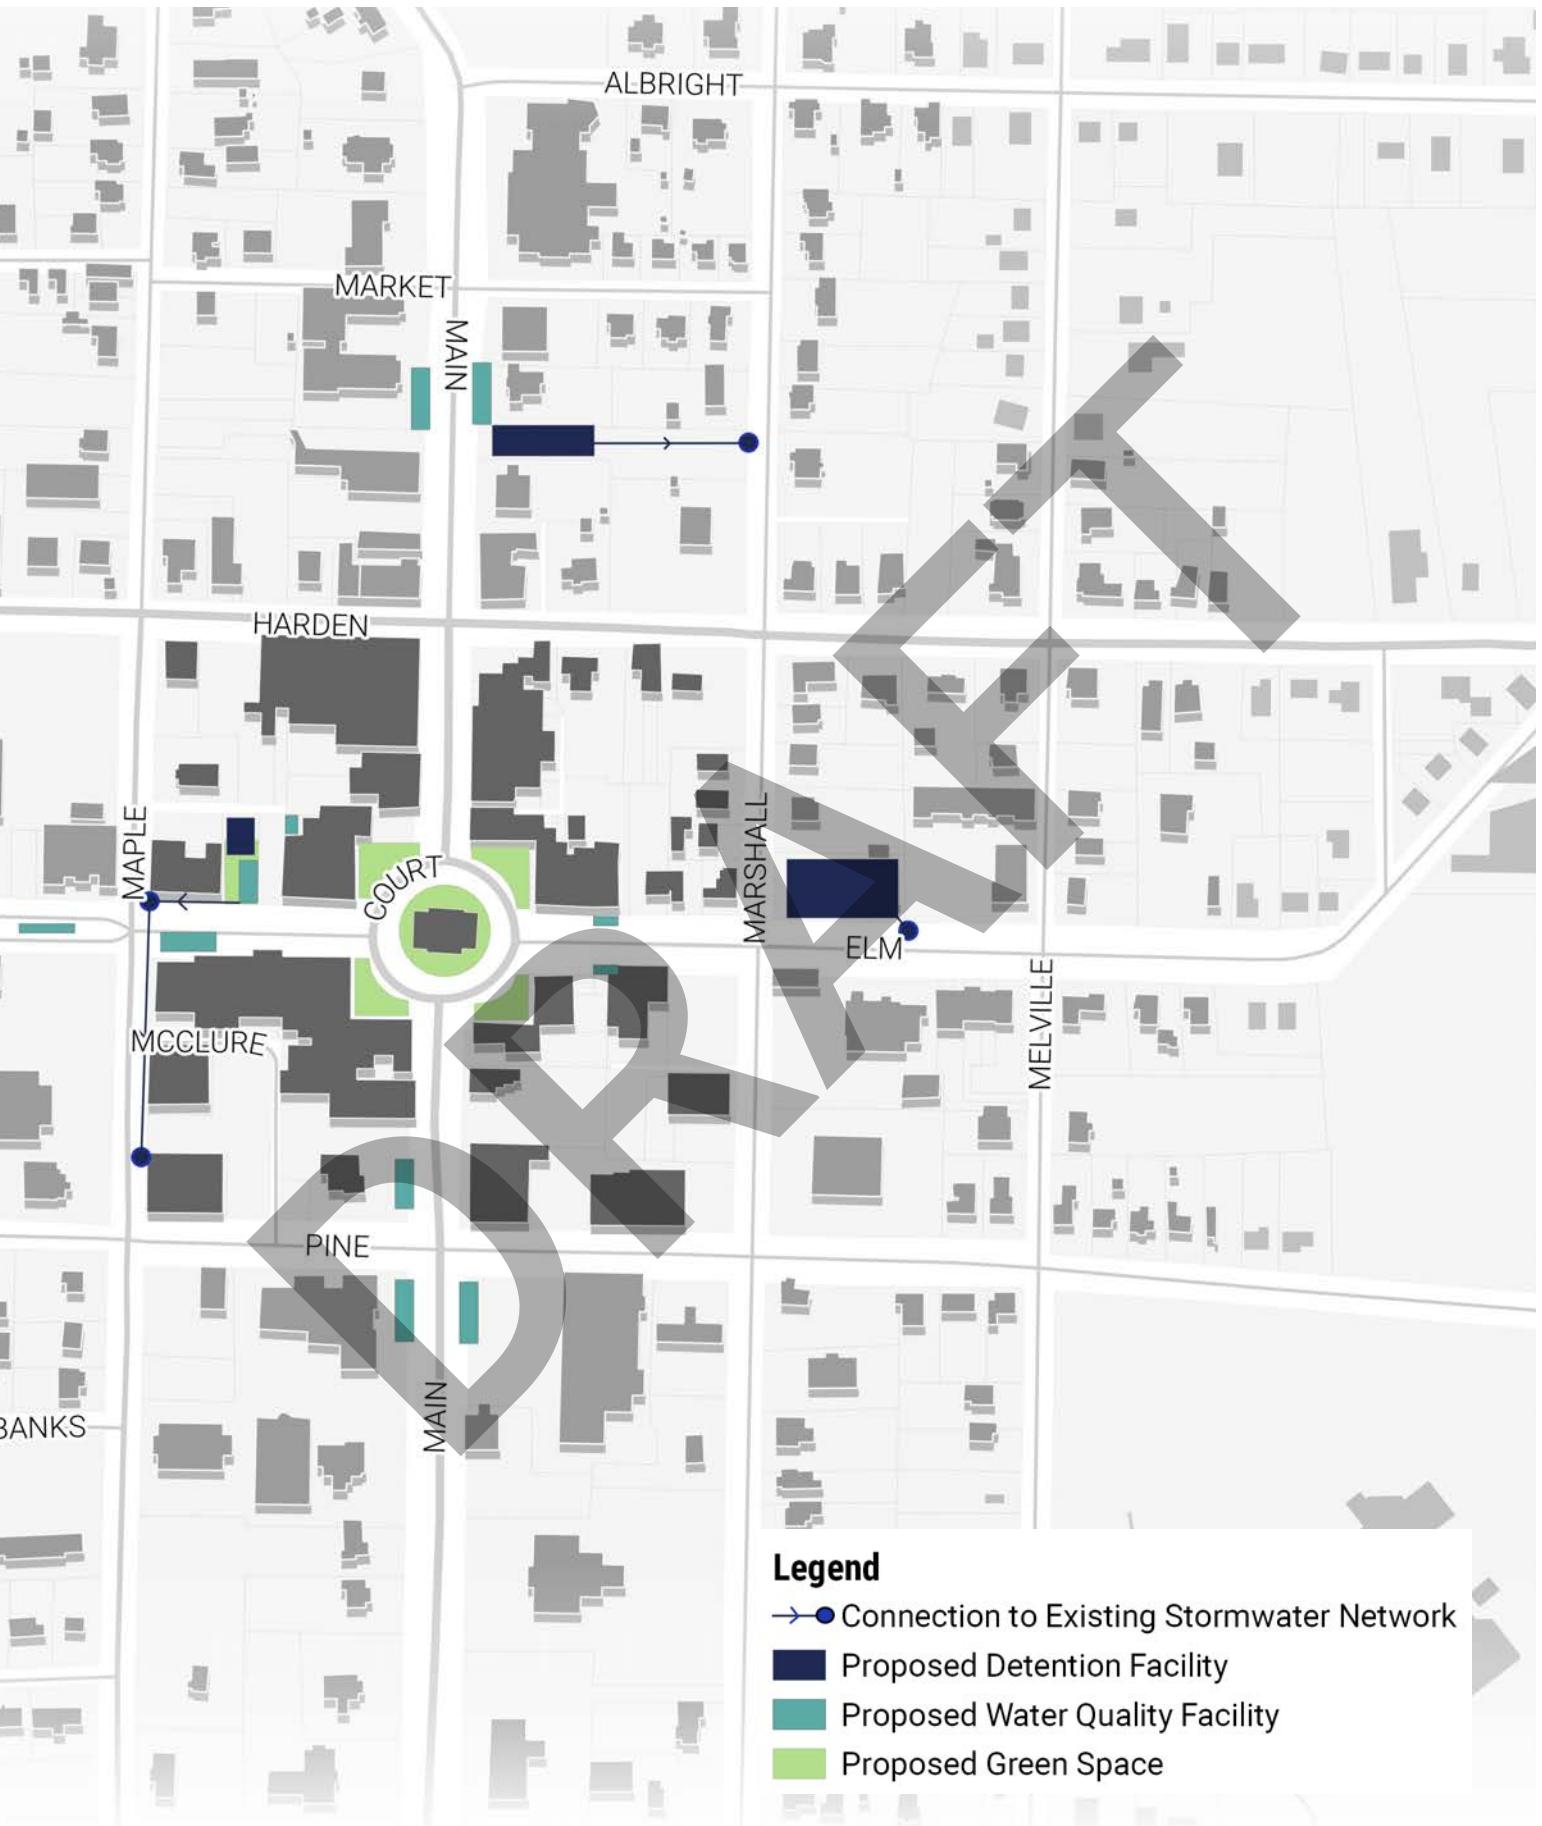 ALBRIGHT
MARKET
MAIN
HARDEN
MAPLE
COURT
MARSHALL
ELM
MCCLURE
MELVILLE
PINE
MAIN
BANKS
DRAFT
Legend
Connection to Existing Stormwater Network
Proposed Detention Facility
Proposed Water Quality Facility
Proposed Green Space